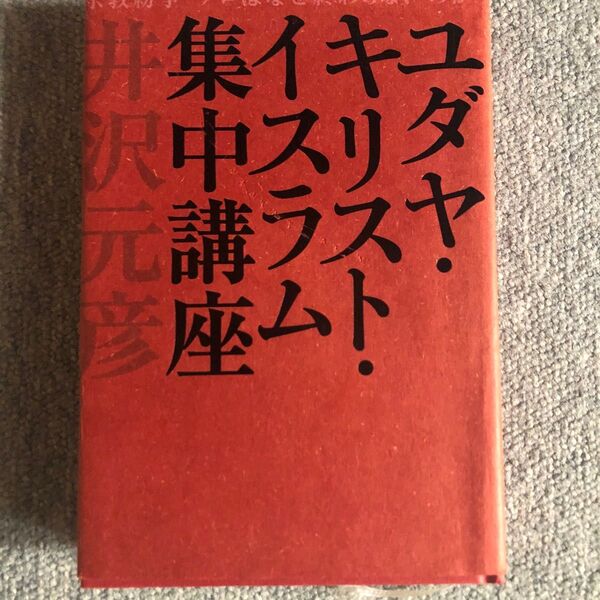 ユダヤ・
キリスト・
イスラム
集中講座
井沢元彦